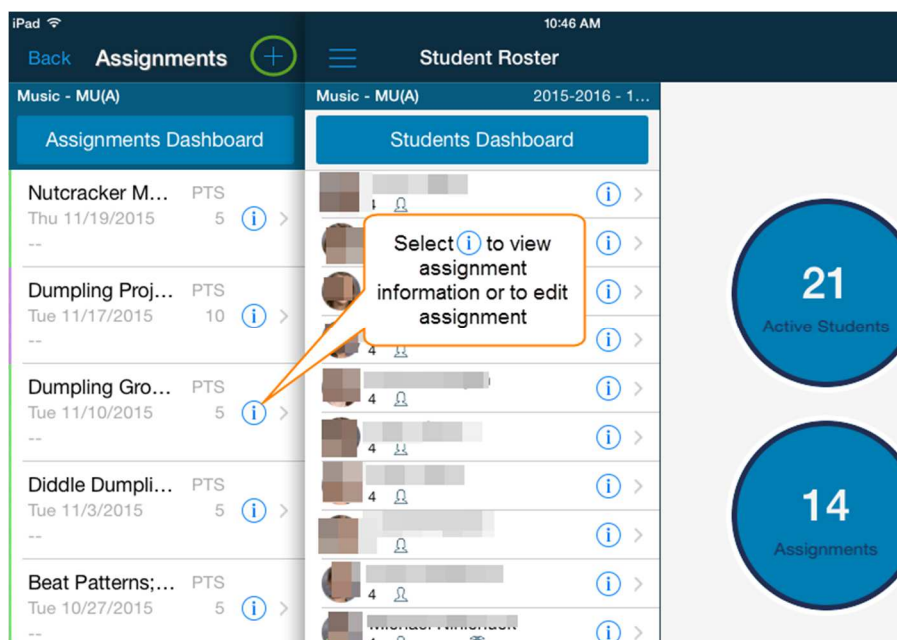 iPad
10:46 AM
Back Assignments +
Student Roster
Music - MU(A)
Music - MU(A) 2015-2016 - 1...
Assignments Dashboard
Students Dashboard
Nutcracker M... PTS
Thu 11/19/2015 5 i
--
Dumpling Proj... PTS
Tue 11/17/2015 10 i
--
Dumpling Gro... PTS
Tue 11/10/2015 5 i
--
Diddle Dumpli... PTS
Tue 11/3/2015 5 i
--
Beat Patterns;... PTS
Tue 10/27/2015 5 i
--
i
i
i
4 i
4 i
4 i
4 i
i
4 i
4 i
Select i to view
assignment
information or to edit
assignment
21
Active Students
14
Assignments